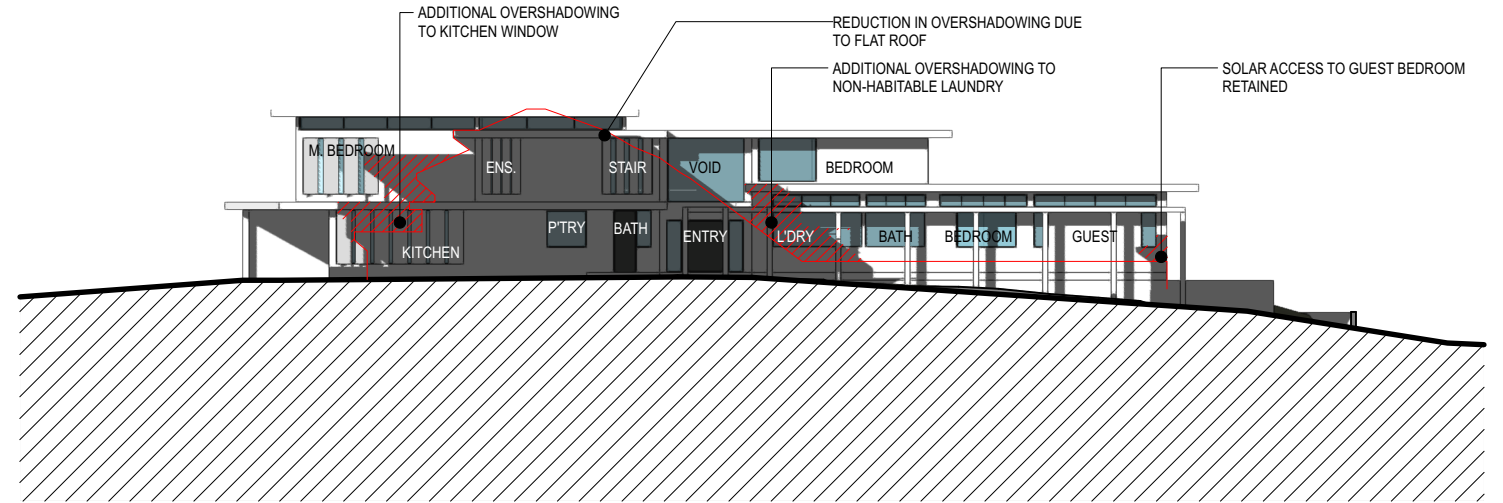 ADDITIONAL OVERSHADOWING
TO KITCHEN WINDOW
REDUCTION IN OVERSHADOWING DUE
TO FLAT ROOF
ADDITIONAL OVERSHADOWING TO
NON-HABITABLE LAUNDRY
SOLAR ACCESS TO GUEST BEDROOM
RETAINED
M. BEDROOM
ENS.
STAIR
VOID
BEDROOM
KITCHEN
P'TRY
BATH
ENTRY
L'DRY
BATH
BEDROOM
GUEST